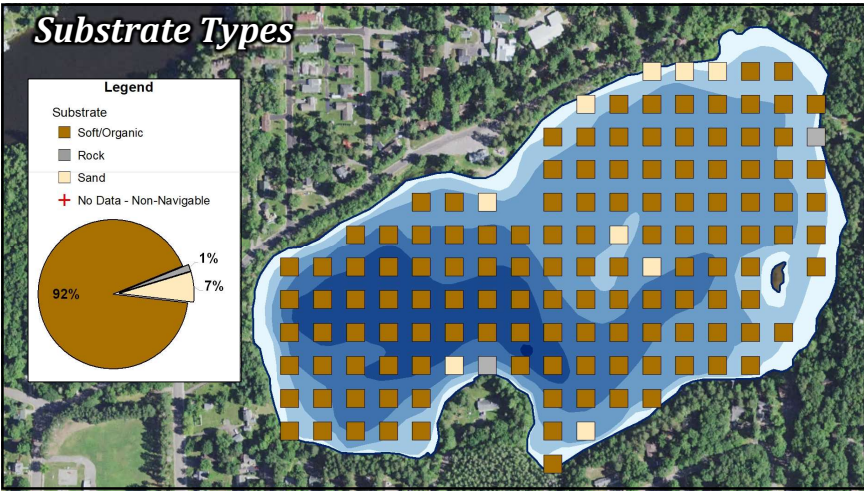 Substrate Types
Legend
Substrate
Soft/Organic
Rock
Sand
No Data - Non-Navigable
1%
7%
92%